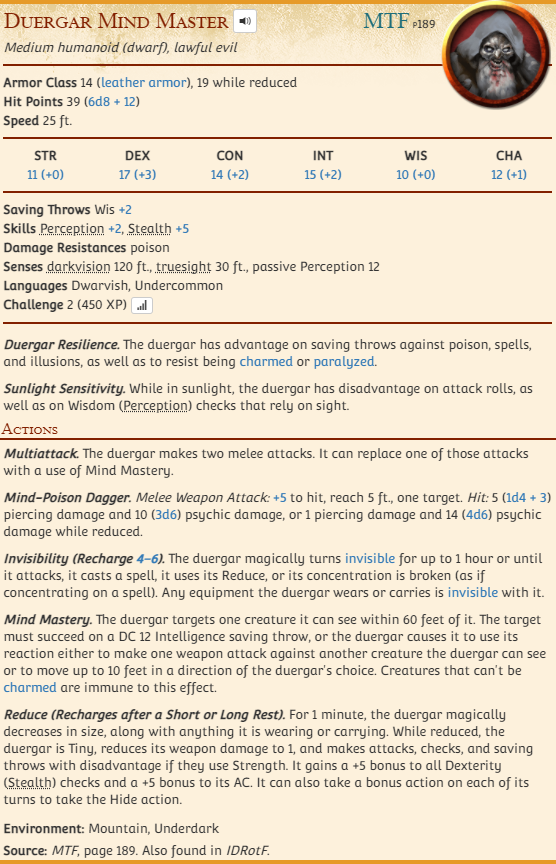 Duergar Mind Master MTF p189
Medium humanoid (dwarf), lawful evil
Armor Class 14 (leather armor), 19 while reduced
Hit Points 39 (6d8 + 12)
Speed 25 ft.
STR DEX CON INT WIS CHA
11 (+0) 17 (+3) 14 (+2) 15 (+2) 10 (+0) 12 (+1)
Saving Throws Wis +2
Skills Perception +2, Stealth +5
Damage Resistances poison
Senses darkvision 120 ft., truesight 30 ft., passive Perception 12
Languages Dwarvish, Undercommon
Challenge 2 (450 XP)
Duergar Resilience. The duergar has advantage on saving throws against poison, spells,
and illusions, as well as to resist being charmed or paralyzed.
Sunlight Sensitivity. While in sunlight, the duergar has disadvantage on attack rolls, as
well as on Wisdom (Perception) checks that rely on sight.
Actions
Multiattack. The duergar makes two melee attacks. It can replace one of those attacks
with a use of Mind Mastery.
Mind-Poison Dagger. Melee Weapon Attack: +5 to hit, reach 5 ft., one target. Hit: 5 (1d4 + 3)
piercing damage and 10 (3d6) psychic damage, or 1 piercing damage and 14 (4d6) psychic
damage while reduced.
Invisibility (Recharge 4–6). The duergar magically turns invisible for up to 1 hour or until
it attacks, it casts a spell, it uses its Reduce, or its concentration is broken (as if
concentrating on a spell). Any equipment the duergar wears or carries is invisible with it.
Mind Mastery. The duergar targets one creature it can see within 60 feet of it. The target
must succeed on a DC 12 Intelligence saving throw, or the duergar causes it to use its
reaction either to make one weapon attack against another creature the duergar can see
or to move up to 10 feet in a direction of the duergar's choice. Creatures that can't be
charmed are immune to this effect.
Reduce (Recharges after a Short or Long Rest). For 1 minute, the duergar magically
decreases in size, along with anything it is wearing or carrying. While reduced, the
duergar is Tiny, reduces its weapon damage to 1, and makes attacks, checks, and saving
throws with disadvantage if they use Strength. It gains a +5 bonus to all Dexterity
(Stealth) checks and a +5 bonus to its AC. It can also take a bonus action on each of its
turns to take the Hide action.
Environment: Mountain, Underdark
Source: MTF, page 189. Also found in IDRotF.